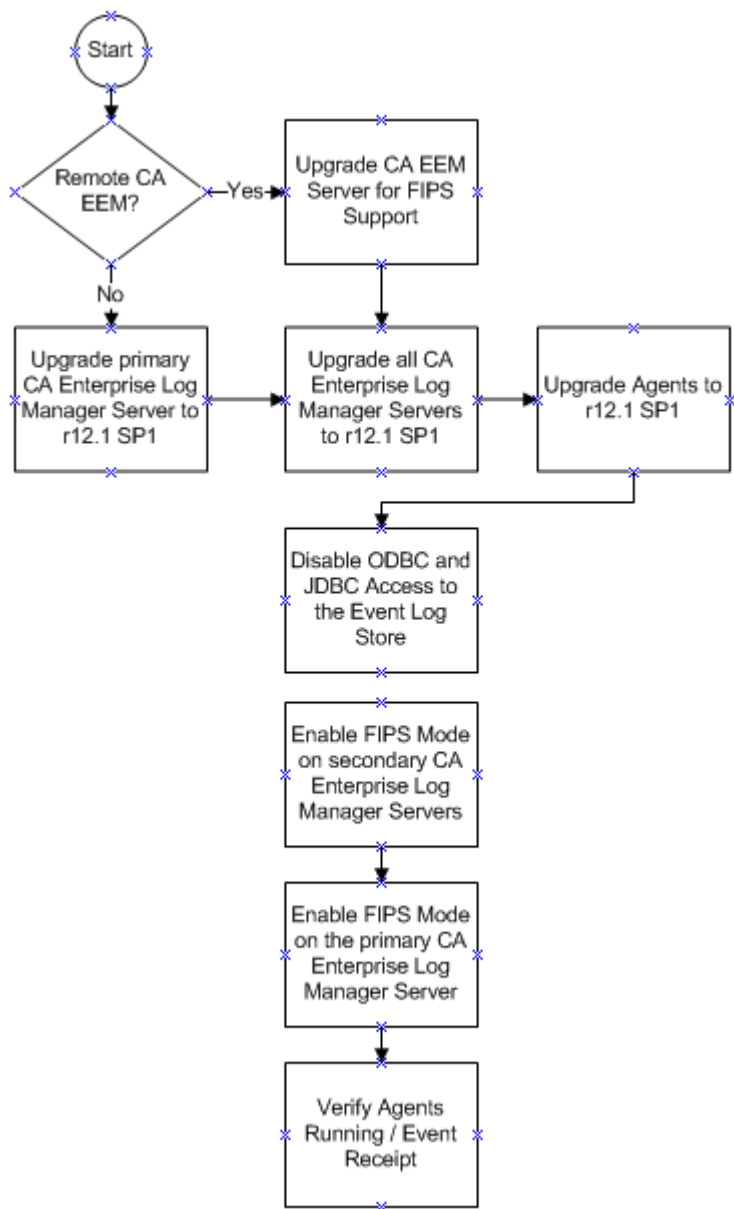 Start
Remote CA
EEM?
Yes
Upgrade CA EEM
Server for FIPS
Support
No
Upgrade primary
CA Enterprise Log
Manager Server to
r12.1 SP1
Upgrade all CA
Enterprise Log
Manager Servers
to r12.1 SP1
Upgrade Agents to
r12.1 SP1
Disable ODBC and
JDBC Access to
the Event Log
Store
Enable FIPS Mode
on secondary CA
Enterprise Log
Manager Servers
Enable FIPS Mode
on the primary CA
Enterprise Log
Manager Server
Verify Agents
Running / Event
Receipt